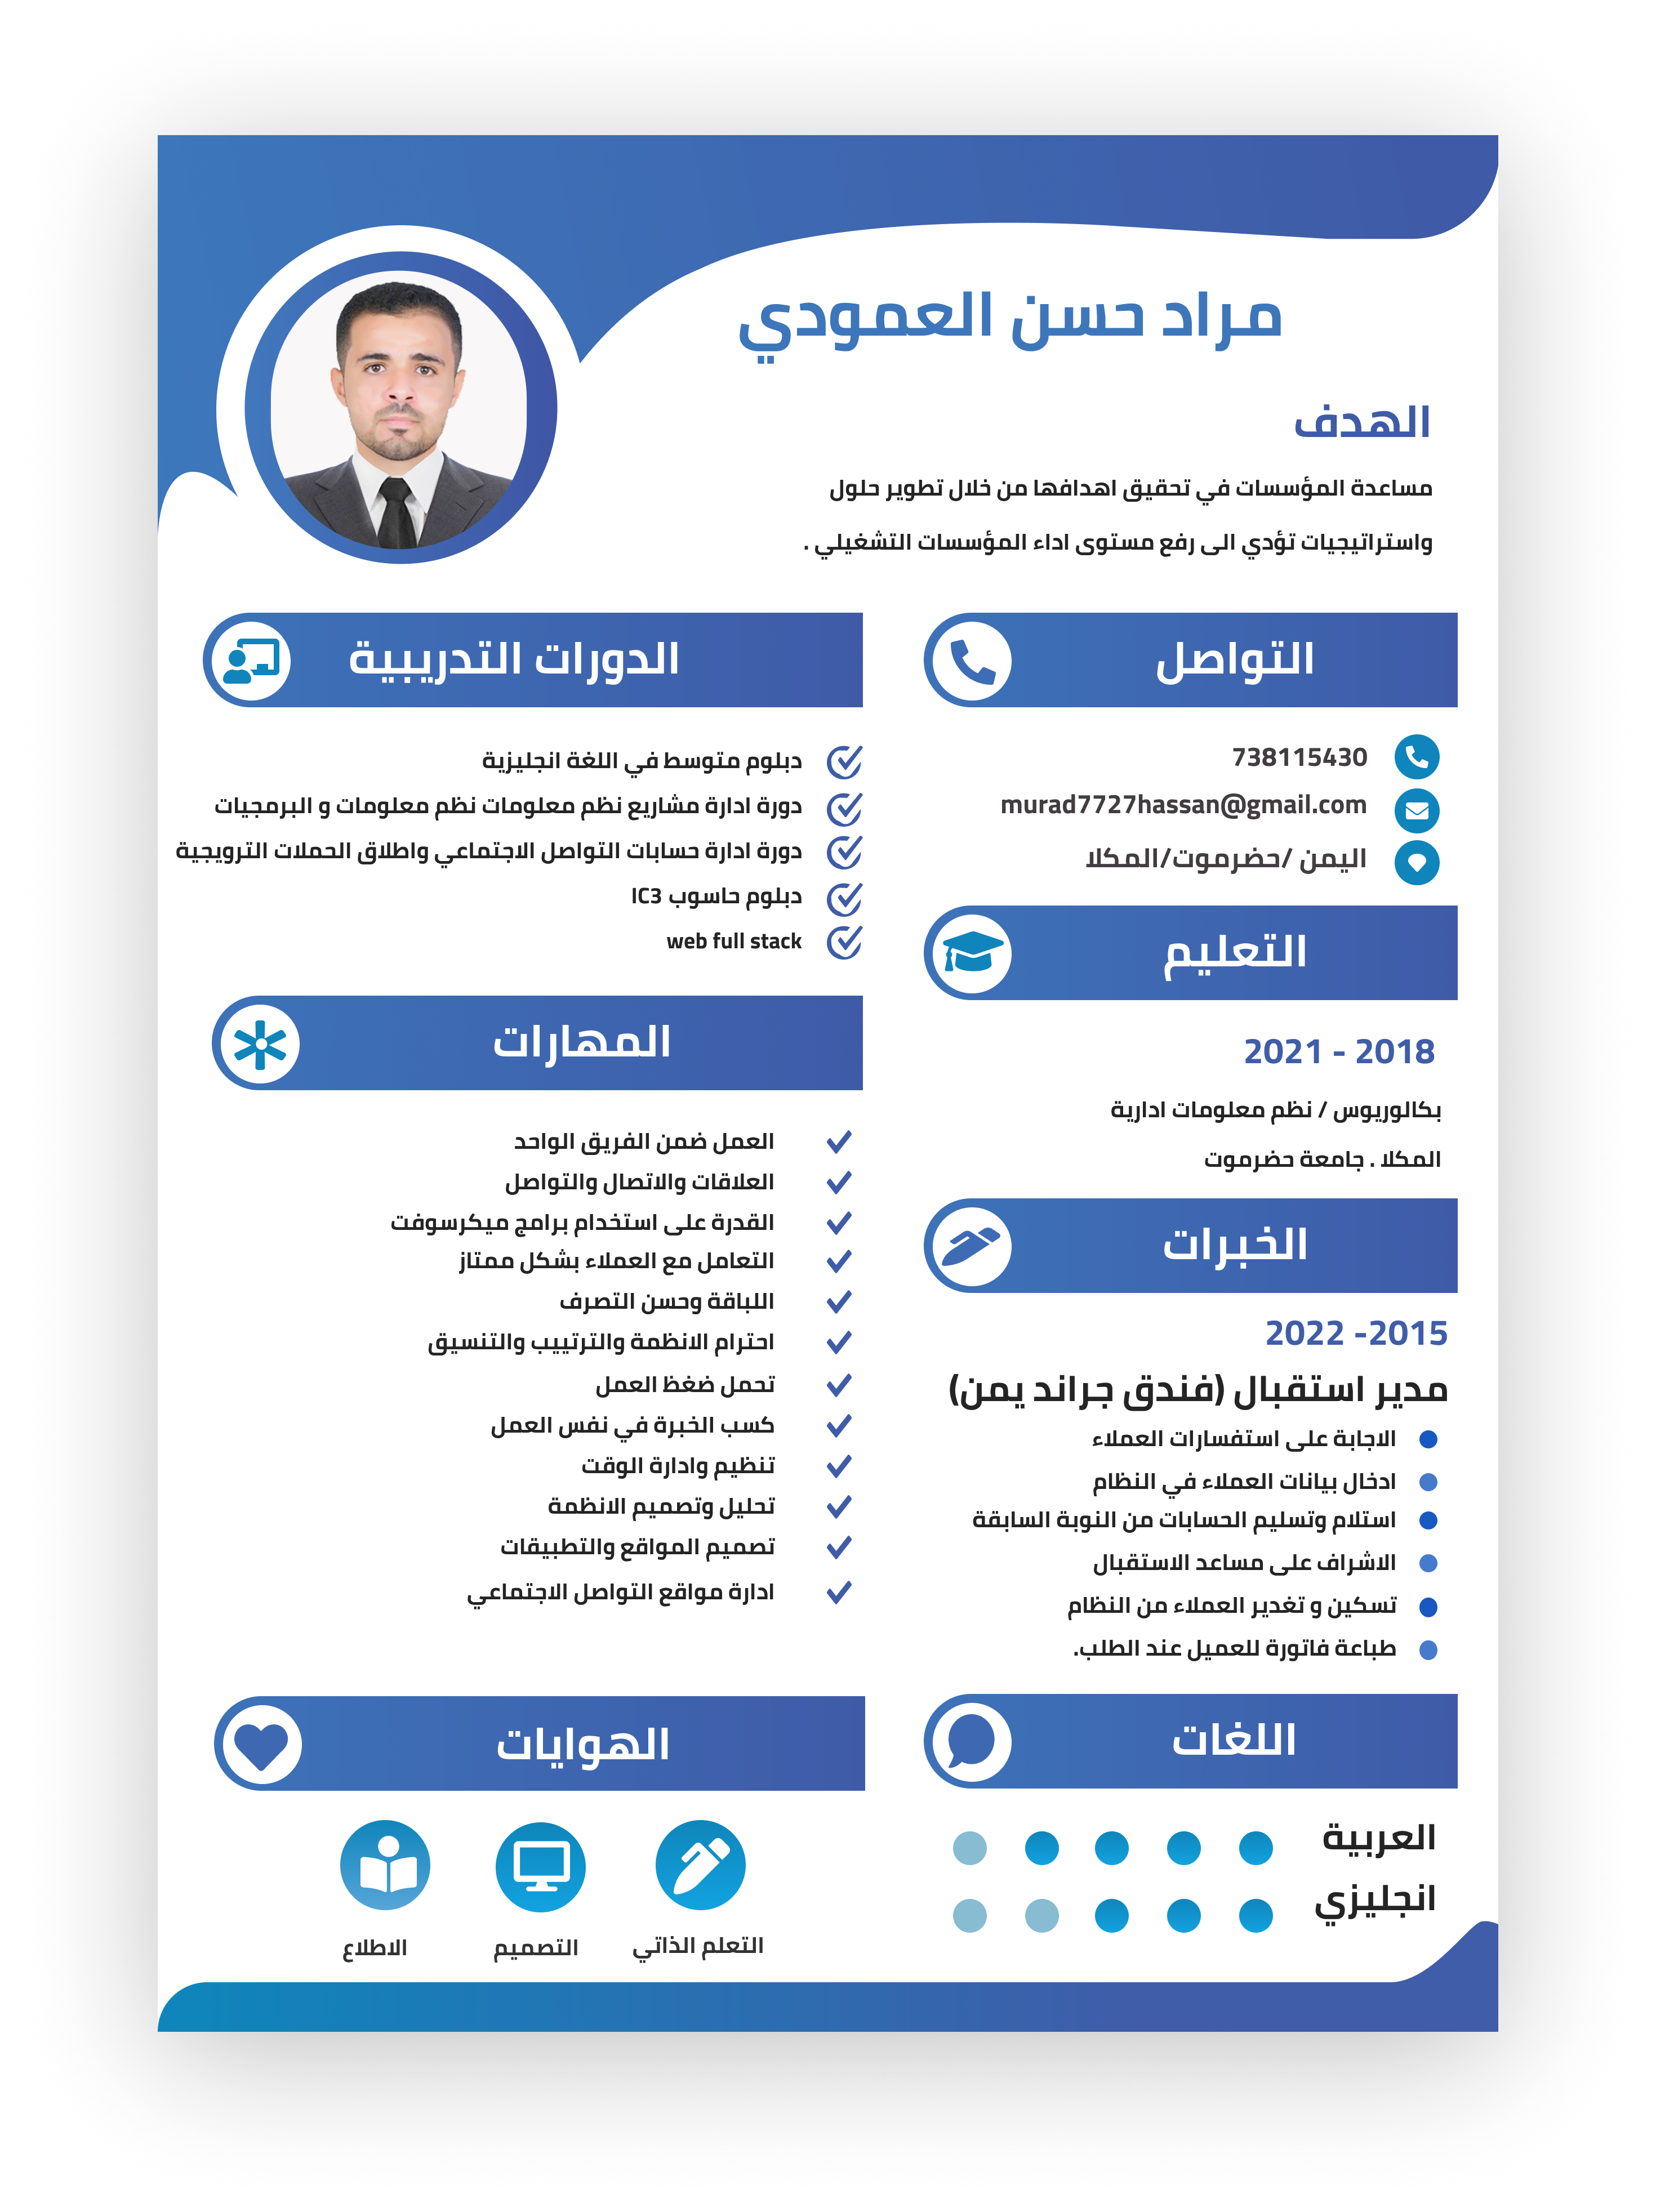 مراد حسن العمودي
الهدف
مساعدة المؤسسات في تحقيق اهدافها من خلال تطوير حلول
واستراتيجيات تؤدي الى رفع مستوى اداء المؤسسات التشغيلي .
التواصل
738115430
murad7727hassan@gmail.com
اليمن /حضرموت/المكلا
التعليم
2018 - 2021
بكالوريوس / نظم معلومات ادارية
المكلا . جامعة حضرموت
الخبرات
2015- 2022
مدير استقبال (فندق جراند يمن)
الاجابة على استفسارات العملاء
ادخال بيانات العملاء في النظام
استلام وتسليم الحسابات من النوبة السابقة
الاشراف على مساعد الاستقبال
تسكين و تغدير العملاء من النظام
طباعة فاتورة للعميل عند الطلب.
اللغات
العربية
انجليزي
الدورات التدريبية
دبلوم متوسط في اللغة انجليزية
دورة ادارة مشاريع نظم معلومات نظم معلومات و البرمجيات
دورة ادارة حسابات التواصل الاجتماعي واطلاق الحملات الترويجية
دبلوم حاسوب IC3
web full stack
المهارات
العمل ضمن الفريق الواحد
العلاقات والاتصال والتواصل
القدرة على استخدام برامج ميكرسوفت
التعامل مع العملاء بشكل ممتاز
اللباقة وحسن التصرف
احترام الانظمة والترتييب والتنسيق
تحمل ضغظ العمل
كسب الخبرة في نفس العمل
تنظيم وادارة الوقت
تحليل وتصميم الانظمة
تصميم المواقع والتطبيقات
ادارة مواقع التواصل الاجتماعي
الهوايات
التعلم الذاتي
التصميم
الاطلاع